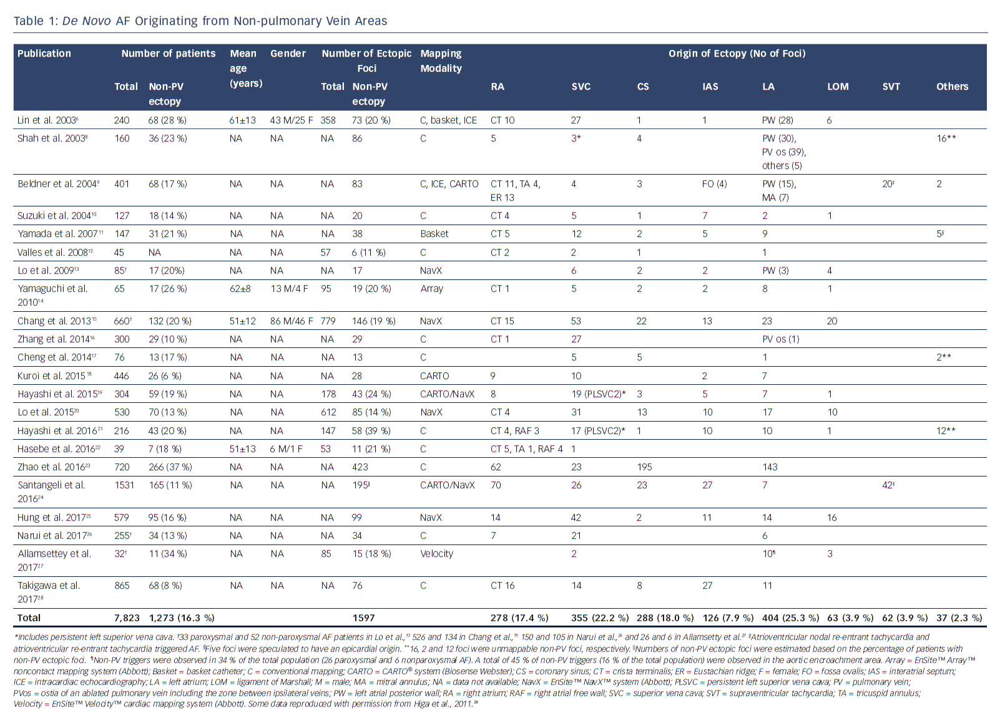 Table 1: De Novo AF Originating from Non-pulmonary Vein Areas
Publication Number of patients Mean Gender Number of Ectopic Mapping Origin of Ectopy (No of Foci)
age Foci Modality
Total Non-PV (years) Total Non-PV RA SVC CS IAS LA LOM SVT Others
ectopy ectopy
Lin et al. 2003⁶ 240 68 (28 %) 61±13 43 M/25 F 358 73 (20 %) C, basket, ICE CT 10 27 1 1 PW (28) 6
Shah et al. 2003⁸ 160 36 (23 %) NA NA NA 86 C 5 3* 4 PW (30), 16**
PV os (39),
others (5)
Beldner et al. 2004⁹ 401 68 (17 %) NA NA NA 83 C, ICE, CARTO CT 11, TA 4, 4 3 FO (4) PW (15), 20‡ 2
ER 13 MA (7)
Suzuki et al. 2004¹⁰ 127 18 (14 %) NA NA NA 20 C CT 4 5 1 7 2 1
Yamada et al. 2007¹¹ 147 31 (21 %) NA NA NA 38 Basket CT 5 12 2 5 9 5§
Valles et al. 2008¹² 45 NA NA NA 57 6 (11 %) C CT 2 2 1 1
Lo et al. 2009¹³ 85† 17 (20%) NA NA NA 17 NavX 6 2 2 PW (3) 4
Yamaguchi et al. 65 17 (26 %) 62±8 13 M/4 F 95 19 (20 %) Array CT 1 5 2 2 8 1
2010¹⁴
Chang et al. 2013¹⁵ 660† 132 (20 %) 51±12 86 M/46 F 779 146 (19 %) NavX CT 15 53 22 13 23 20
Zhang et al. 2014¹⁶ 300 29 (10 %) NA NA NA 29 C CT 1 27 PV os (1)
Cheng et al. 2014¹⁷ 76 13 (17 %) NA NA NA 13 C 5 5 1 2**
Kuroi et al. 2015¹⁸ 446 26 (6 %) NA NA NA 28 CARTO 9 10 2 7
Hayashi et al. 2015¹⁹ 304 59 (19 %) NA NA 178 43 (24 %) CARTO/NavX 8 19 (PLSVC2)* 3 5 7 1
Lo et al. 2015²⁰ 530 70 (13 %) NA NA 612 85 (14 %) NavX CT 4 31 13 10 17 10
Hayashi et al. 2016²¹ 216 43 (20 %) NA NA 147 58 (39 %) C CT 4, RAF 3 17 (PLSVC2)* 1 10 10 1 12**
Hasebe et al. 2016²² 39 7 (18 %) 51±13 6 M/1 F 53 11 (21 %) C CT 5, TA 1, RAF 4 1
Zhao et al. 2016²³ 720 266 (37 %) NA NA NA 423 C 62 23 195 143
Santangeli et al. 1531 165 (11 %) NA NA NA 195‖ CARTO/NavX 70 26 23 27 7 42‡
2016²⁴
Hung et al. 2017²⁵ 579 95 (16 %) NA NA NA 99 NavX 14 42 2 11 14 16
Narui et al. 2017²⁶ 255† 34 (13 %) NA NA NA 34 C 7 21 6
Allamsettey et al. 32† 11 (34 %) NA NA 85 15 (18 %) Velocity 2 10¶ 3
2017²⁷
Takigawa et al. 865 68 (8 %) NA NA NA 76 C CT 16 14 8 27 11
2017²⁸
Total 7,823 1,273 (16.3 %) 1597 278 (17.4 %) 355 (22.2 %) 288 (18.0 %) 126 (7.9 %) 404 (25.3 %) 63 (3.9 %) 62 (3.9 %) 37 (2.3 %)
*Includes persistent left superior vena cava. †33 paroxysmal and 52 non-paroxysmal AF patients in Lo et al.,¹³ 526 and 134 in Chang et al.,¹⁵ 150 and 105 in Narui et al.,²⁶ and 26 and 6 in Allamsetty et al.²⁷ ‡Atrioventricular nodal re-entrant tachycardia and
atrioventricular re-entrant tachycardia triggered AF. §Five foci were speculated to have an epicardial origin. **16, 2 and 12 foci were unmappable non-PV foci, respectively. ‖Numbers of non-PV ectopic foci were estimated based on the percentage of patients with
non-PV ectopic foci. ¶Non-PV triggers were observed in 34 % of the total population (26 paroxysmal and 6 nonparoxysmal AF). A total of 45 % of non-PV triggers (16 % of the total population) were observed in the aortic encroachment area. Array = EnSite™ Array™
noncontact mapping system (Abbott); Basket = basket catheter; C = conventional mapping; CARTO = CARTO® system (Biosense Webster); CS = coronary sinus; CT = crista terminalis; ER = Eustachian ridge; F = female; FO = fossa ovalis; IAS = interatrial septum;
ICE = intracardiac echocardiography; LA = left atrium; LOM = ligament of Marshall; M = male; MA = mitral annulus; NA = data not available; NavX = EnSite™ NavX™ system (Abbott); PLSVC = persistent left superior vena cava; PV = pulmonary vein;
PVos = ostia of an ablated pulmonary vein including the zone between ipsilateral veins; PW = left atrial posterior wall; RA = right atrium; RAF = right atrial free wall; SVC = superior vena cava; SVT = supraventricular tachycardia; TA = tricuspid annulus;
Velocity = EnSite™ Velocity™ cardiac mapping system (Abbott). Some data reproduced with permission from Higa et al., 2011.³⁴